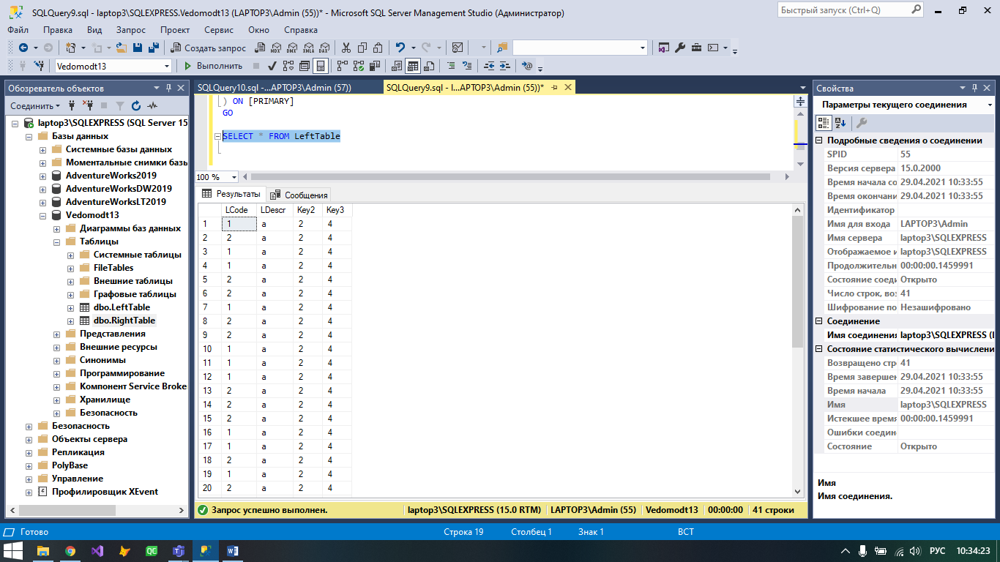 SQLQuery9.sql - laptop3\SQLEXPRESS.Vedomodt13 (LAPTOP3\Admin (55))* - Microsoft SQL Server Management Studio (Администратор)
Быстрый запуск (Ctrl+Q)
Файл Правка Вид Запрос Проект Сервис Окно Справка
Создать запрос MDX DMX XMLA DAX
Vedomodt13 Выполнить
Обозреватель объектов
Соединить
laptop3\SQLEXPRESS (SQL Server 15
Базы данных
Системные базы данных
Моментальные снимки базы
AdventureWorks2019
AdventureWorksDW2019
AdventureWorksLT2019
Vedomodt13
Диаграммы баз данных
Таблицы
Системные таблицы
FileTables
Внешние таблицы
Графовые таблицы
dbo.LeftTable
dbo.RightTable
Представления
Внешние ресурсы
Синонимы
Программирование
Компонент Service Broke
Хранилище
Безопасность
Безопасность
Объекты сервера
Репликация
PolyBase
Управление
Профилировщик XEvent
SQLQuery10.sql -...APTOP3\Admin (57))
SQLQuery9.sql - l...APTOP3\Admin (55))*
) ON [PRIMARY]
GO
SELECT * FROM LeftTable
100 %
Результаты Сообщения
LCode LDescr Key2 Key3
1 1 a 2 4
2 2 a 2 4
3 1 a 2 4
4 1 a 2 4
5 2 a 2 4
6 2 a 2 4
7 1 a 2 4
8 2 a 2 4
9 2 a 2 4
10 1 a 2 4
11 1 a 2 4
12 1 a 2 4
13 2 a 2 4
14 2 a 2 4
15 2 a 2 4
16 1 a 2 4
17 1 a 2 4
18 2 a 2 4
19 1 a 2 4
20 2 a 2 4
Запрос успешно выполнен. laptop3\SQLEXPRESS (15.0 RTM) LAPTOP3\Admin (55) Vedomodt13 00:00:00 41 строки
Свойства
Параметры текущего соединения
Подробные сведения о соединении
SPID 55
Версия сервера 15.0.2000
Время начала со 29.04.2021 10:33:55
Время окончани 29.04.2021 10:33:55
Идентификатор
Имя для входа LAPTOP3\Admin
Имя сервера laptop3\SQLEXPRESS
Отображаемое и laptop3\SQLEXPRESS
Продолжительн 00:00:00.1459991
Состояние соеди Открыто
Число строк, воз 41
Шифрование по Незашифровано
Соединение
Имя соединения laptop3\SQLEXPRESS (l
Состояние статистического вычислени
Возвращено стро 41
Время завершен 29.04.2021 10:33:55
Время начала 29.04.2021 10:33:55
Имя laptop3\SQLEXPRESS
Истекшее время 00:00:00.1459991
Ошибки соедин
Состояние Открыто
Имя
Имя соединения.
Готово Строка 19 Столбец 1 Знак 1 ВСТ
QC РУС 10:34:23